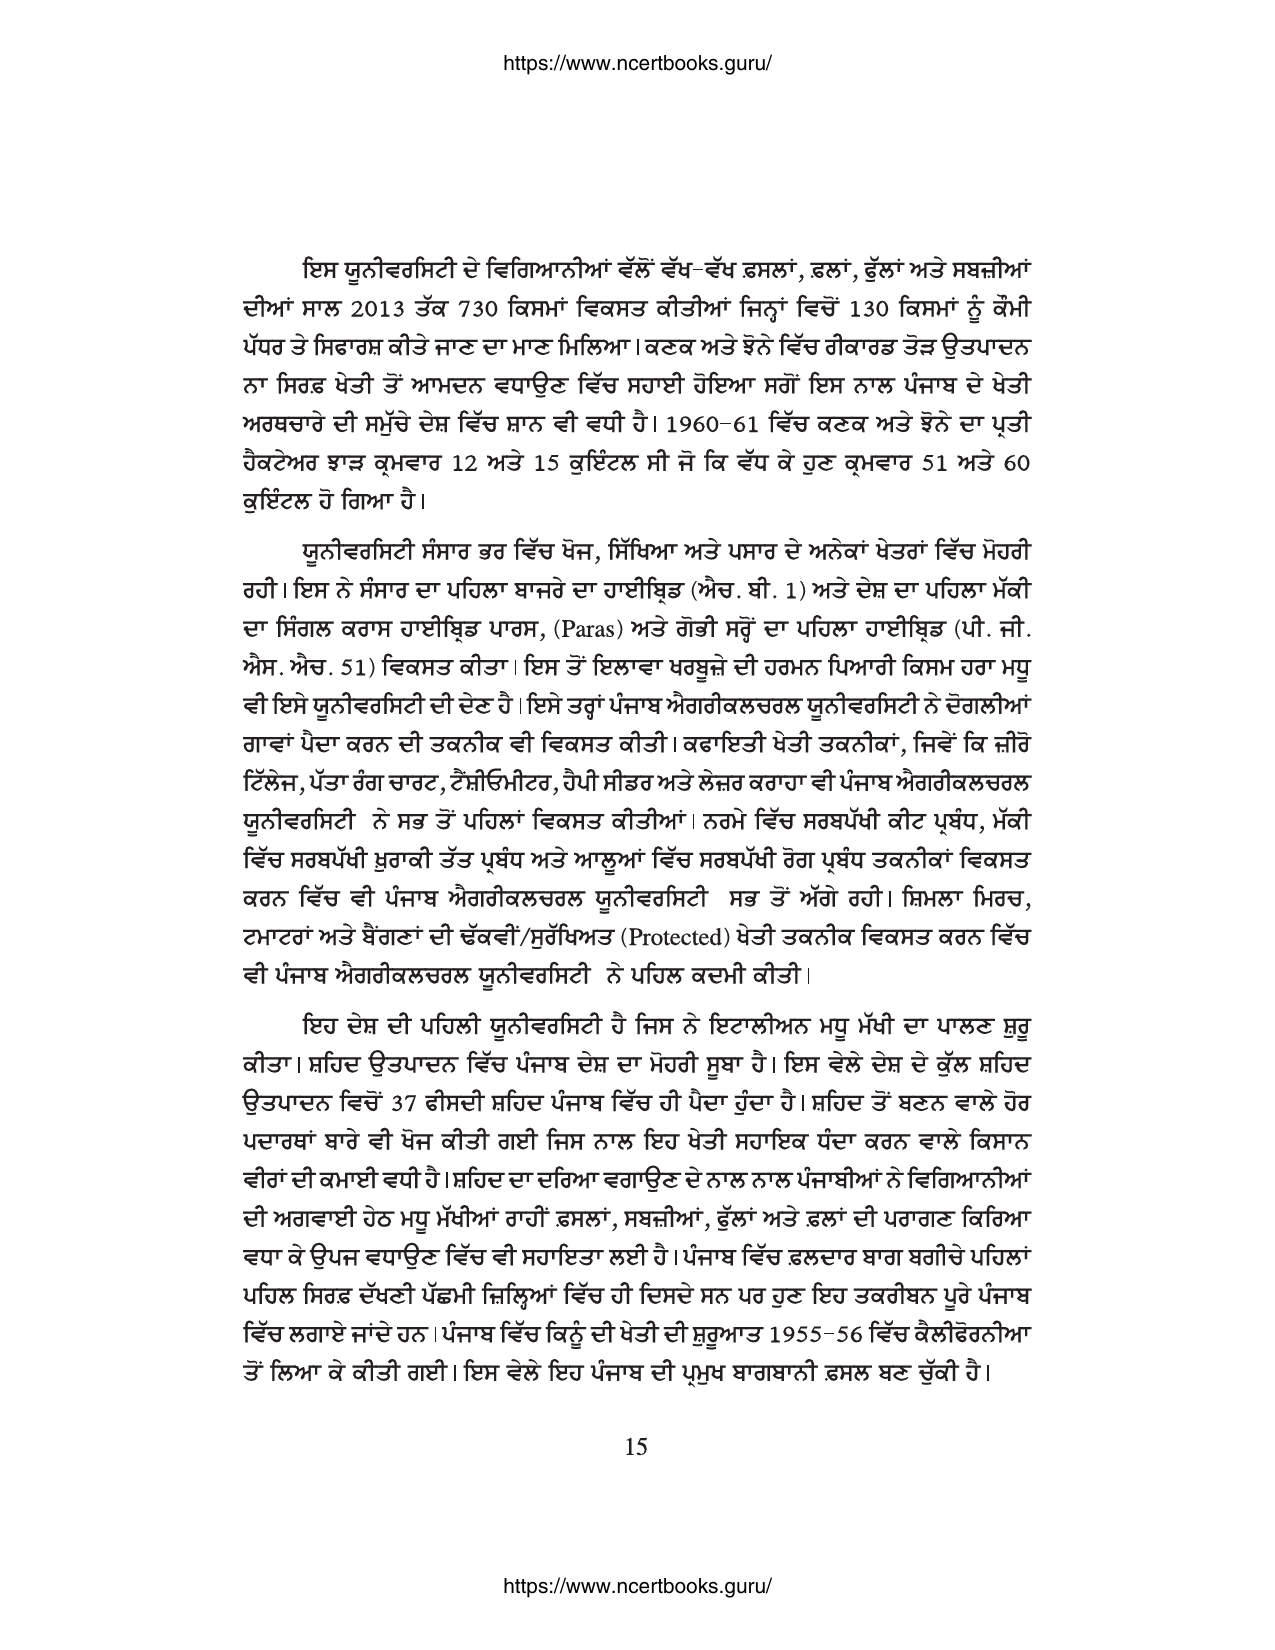 https://www.ncertbooks.guru/
ਇਸ ਯੂਨੀਵਰਸਿਟੀ ਦੇ ਵਿਗਿਆਨੀਆਂ ਵੱਲੋਂ ਵੱਖ-ਵੱਖ ਫ਼ਸਲਾਂ, ਫ਼ਲਾਂ, ਫੁੱਲਾਂ ਅਤੇ ਸਬਜ਼ੀਆਂ
ਦੀਆਂ ਸਾਲ 2013 ਤੱਕ 730 ਕਿਸਮਾਂ ਵਿਕਸਤ ਕੀਤੀਆਂ ਜਿਨ੍ਹਾਂ ਵਿਚੋਂ 130 ਕਿਸਮਾਂ ਨੂੰ ਕੌਮੀ
ਪੱਧਰ ਤੇ ਸਿਫਾਰਸ਼ ਕੀਤੇ ਜਾਣ ਦਾ ਮਾਣ ਮਿਲਿਆ। ਕਣਕ ਅਤੇ ਝੋਨੇ ਵਿੱਚ ਰੀਕਾਰਡ ਤੋੜ ਉਤਪਾਦਨ
ਨਾ ਸਿਰਫ਼ ਖੇਤੀ ਤੋਂ ਆਮਦਨ ਵਧਾਉਣ ਵਿੱਚ ਸਹਾਈ ਹੋਇਆ ਸਗੋਂ ਇਸ ਨਾਲ ਪੰਜਾਬ ਦੇ ਖੇਤੀ
ਅਰਥਚਾਰੇ ਦੀ ਸਮੁੱਚੇ ਦੇਸ਼ ਵਿੱਚ ਸ਼ਾਨ ਵੀ ਵਧੀ ਹੈ। 1960-61 ਵਿੱਚ ਕਣਕ ਅਤੇ ਝੋਨੇ ਦਾ ਪ੍ਰਤੀ
ਹੈਕਟੇਅਰ ਝਾੜ ਕ੍ਰਮਵਾਰ 12 ਅਤੇ 15 ਕੁਇੰਟਲ ਸੀ ਜੋ ਕਿ ਵੱਧ ਕੇ ਹੁਣ ਕ੍ਰਮਵਾਰ 51 ਅਤੇ 60
ਕੁਇੰਟਲ ਹੋ ਗਿਆ ਹੈ।
ਯੂਨੀਵਰਸਿਟੀ ਸੰਸਾਰ ਭਰ ਵਿੱਚ ਖੋਜ, ਸਿੱਖਿਆ ਅਤੇ ਪਸਾਰ ਦੇ ਅਨੇਕਾਂ ਖੇਤਰਾਂ ਵਿੱਚ ਮੋਹਰੀ
ਰਹੀ। ਇਸ ਨੇ ਸੰਸਾਰ ਦਾ ਪਹਿਲਾ ਬਾਜਰੇ ਦਾ ਹਾਈਬ੍ਰਿਡ (ਐਚ. ਬੀ. 1) ਅਤੇ ਦੇਸ਼ ਦਾ ਪਹਿਲਾ ਮੱਕੀ
ਦਾ ਸਿੰਗਲ ਕਰਾਸ ਹਾਈਬ੍ਰਿਡ ਪਾਰਸ, (Paras) ਅਤੇ ਗੋਭੀ ਸਰ੍ਹੋਂ ਦਾ ਪਹਿਲਾ ਹਾਈਬ੍ਰਿਡ (ਪੀ. ਜੀ.
ਐਸ. ਐਚ. 51) ਵਿਕਸਤ ਕੀਤਾ। ਇਸ ਤੋਂ ਇਲਾਵਾ ਖਰਬੂਜ਼ੇ ਦੀ ਹਰਮਨ ਪਿਆਰੀ ਕਿਸਮ ਹਰਾ ਮਧੂ
ਵੀ ਇਸੇ ਯੂਨੀਵਰਸਿਟੀ ਦੀ ਦੇਣ ਹੈ। ਇਸੇ ਤਰ੍ਹਾਂ ਪੰਜਾਬ ਐਗਰੀਕਲਚਰਲ ਯੂਨੀਵਰਸਿਟੀ ਨੇ ਦੋਗਲੀਆਂ
ਗਾਵਾਂ ਪੈਦਾ ਕਰਨ ਦੀ ਤਕਨੀਕ ਵੀ ਵਿਕਸਤ ਕੀਤੀ। ਕਫਾਇਤੀ ਖੇਤੀ ਤਕਨੀਕਾਂ, ਜਿਵੇਂ ਕਿ ਜ਼ੀਰੋ
ਟਿੱਲੇਜ, ਪੱਤਾ ਰੰਗ ਚਾਰਟ, ਟੈਂਸ਼ੀਓਮੀਟਰ, ਹੈਪੀ ਸੀਡਰ ਅਤੇ ਲੇਜ਼ਰ ਕਰਾਹਾ ਵੀ ਪੰਜਾਬ ਐਗਰੀਕਲਚਰਲ
ਯੂਨੀਵਰਸਿਟੀ ਨੇ ਸਭ ਤੋਂ ਪਹਿਲਾਂ ਵਿਕਸਤ ਕੀਤੀਆਂ। ਨਰਮੇ ਵਿੱਚ ਸਰਬਪੱਖੀ ਕੀਟ ਪ੍ਰਬੰਧ, ਮੱਕੀ
ਵਿੱਚ ਸਰਬਪੱਖੀ ਖ਼ੁਰਾਕੀ ਤੱਤ ਪ੍ਰਬੰਧ ਅਤੇ ਆਲੂਆਂ ਵਿੱਚ ਸਰਬਪੱਖੀ ਰੋਗ ਪ੍ਰਬੰਧ ਤਕਨੀਕਾਂ ਵਿਕਸਤ
ਕਰਨ ਵਿੱਚ ਵੀ ਪੰਜਾਬ ਐਗਰੀਕਲਚਰਲ ਯੂਨੀਵਰਸਿਟੀ ਸਭ ਤੋਂ ਅੱਗੇ ਰਹੀ। ਸ਼ਿਮਲਾ ਮਿਰਚ,
ਟਮਾਟਰਾਂ ਅਤੇ ਬੈਂਗਣਾਂ ਦੀ ਢੱਕਵੀਂ/ਸੁਰੱਖਿਅਤ (Protected) ਖੇਤੀ ਤਕਨੀਕ ਵਿਕਸਤ ਕਰਨ ਵਿੱਚ
ਵੀ ਪੰਜਾਬ ਐਗਰੀਕਲਚਰਲ ਯੂਨੀਵਰਸਿਟੀ ਨੇ ਪਹਿਲ ਕਦਮੀ ਕੀਤੀ।
ਇਹ ਦੇਸ਼ ਦੀ ਪਹਿਲੀ ਯੂਨੀਵਰਸਿਟੀ ਹੈ ਜਿਸ ਨੇ ਇਟਾਲੀਅਨ ਮਧੂ ਮੱਖੀ ਦਾ ਪਾਲਣ ਸ਼ੁਰੂ
ਕੀਤਾ। ਸ਼ਹਿਦ ਉਤਪਾਦਨ ਵਿੱਚ ਪੰਜਾਬ ਦੇਸ਼ ਦਾ ਮੋਹਰੀ ਸੂਬਾ ਹੈ। ਇਸ ਵੇਲੇ ਦੇਸ਼ ਦੇ ਕੁੱਲ ਸ਼ਹਿਦ
ਉਤਪਾਦਨ ਵਿਚੋਂ 37 ਫੀਸਦੀ ਸ਼ਹਿਦ ਪੰਜਾਬ ਵਿੱਚ ਹੀ ਪੈਦਾ ਹੁੰਦਾ ਹੈ। ਸ਼ਹਿਦ ਤੋਂ ਬਣਨ ਵਾਲੇ ਹੋਰ
ਪਦਾਰਥਾਂ ਬਾਰੇ ਵੀ ਖੋਜ ਕੀਤੀ ਗਈ ਜਿਸ ਨਾਲ ਇਹ ਖੇਤੀ ਸਹਾਇਕ ਧੰਦਾ ਕਰਨ ਵਾਲੇ ਕਿਸਾਨ
ਵੀਰਾਂ ਦੀ ਕਮਾਈ ਵਧੀ ਹੈ। ਸ਼ਹਿਦ ਦਾ ਦਰਿਆ ਵਗਾਉਣ ਦੇ ਨਾਲ ਨਾਲ ਪੰਜਾਬੀਆਂ ਨੇ ਵਿਗਿਆਨੀਆਂ
ਦੀ ਅਗਵਾਈ ਹੇਠ ਮਧੂ ਮੱਖੀਆਂ ਰਾਹੀਂ ਫ਼ਸਲਾਂ, ਸਬਜ਼ੀਆਂ, ਫੁੱਲਾਂ ਅਤੇ ਫ਼ਲਾਂ ਦੀ ਪਰਾਗਣ ਕਿਰਿਆ
ਵਧਾ ਕੇ ਉਪਜ ਵਧਾਉਣ ਵਿੱਚ ਵੀ ਸਹਾਇਤਾ ਲਈ ਹੈ। ਪੰਜਾਬ ਵਿੱਚ ਫ਼ਲਦਾਰ ਬਾਗ ਬਗੀਚੇ ਪਹਿਲਾਂ
ਪਹਿਲ ਸਿਰਫ਼ ਦੱਖਣੀ ਪੱਛਮੀ ਜ਼ਿਲ੍ਹਿਆਂ ਵਿੱਚ ਹੀ ਦਿਸਦੇ ਸਨ ਪਰ ਹੁਣ ਇਹ ਤਕਰੀਬਨ ਪੂਰੇ ਪੰਜਾਬ
ਵਿੱਚ ਲਗਾਏ ਜਾਂਦੇ ਹਨ। ਪੰਜਾਬ ਵਿੱਚ ਕਿਨੂੰ ਦੀ ਖੇਤੀ ਦੀ ਸ਼ੁਰੂਆਤ 1955-56 ਵਿੱਚ ਕੈਲੀਫੋਰਨੀਆ
ਤੋਂ ਲਿਆ ਕੇ ਕੀਤੀ ਗਈ। ਇਸ ਵੇਲੇ ਇਹ ਪੰਜਾਬ ਦੀ ਪ੍ਰਮੁਖ ਬਾਗਬਾਨੀ ਫ਼ਸਲ ਬਣ ਚੁੱਕੀ ਹੈ।
15
https://www.ncertbooks.guru/